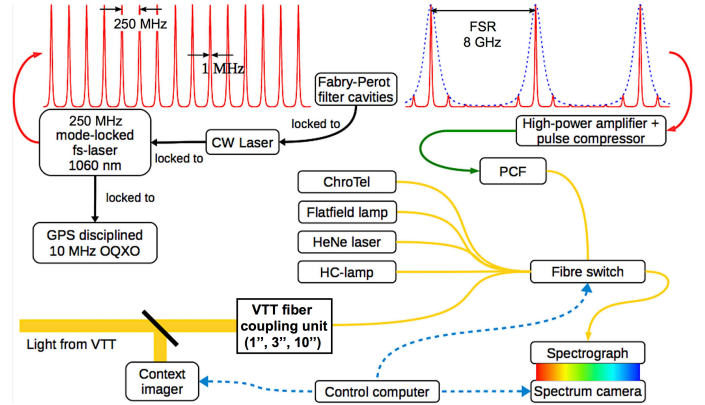 250 MHz
1 MHz
FSR
8 GHz
Fabry-Perot
filter cavities
locked to
CW Laser
locked to
250 MHz
mode-locked
fs-laser
1060 nm
locked to
GPS disciplined
10 MHz OQXO
High-power amplifier +
pulse compressor
PCF
ChroTel
Flatfield lamp
HeNe laser
HC-lamp
Fibre switch
VTT fiber
coupling unit
(1”, 3”, 10”)
Light from VTT
Context
imager
Control computer
Spectrograph
Spectrum camera